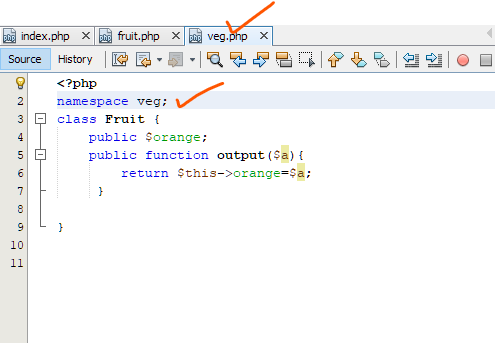 index.php fruit.php veg.php
Source History
1 <?php
2 namespace veg;
3 class Fruit {
4 public $orange;
5 public function output($a){
6 return $this->orange=$a;
7 }
8
9 }
10
11